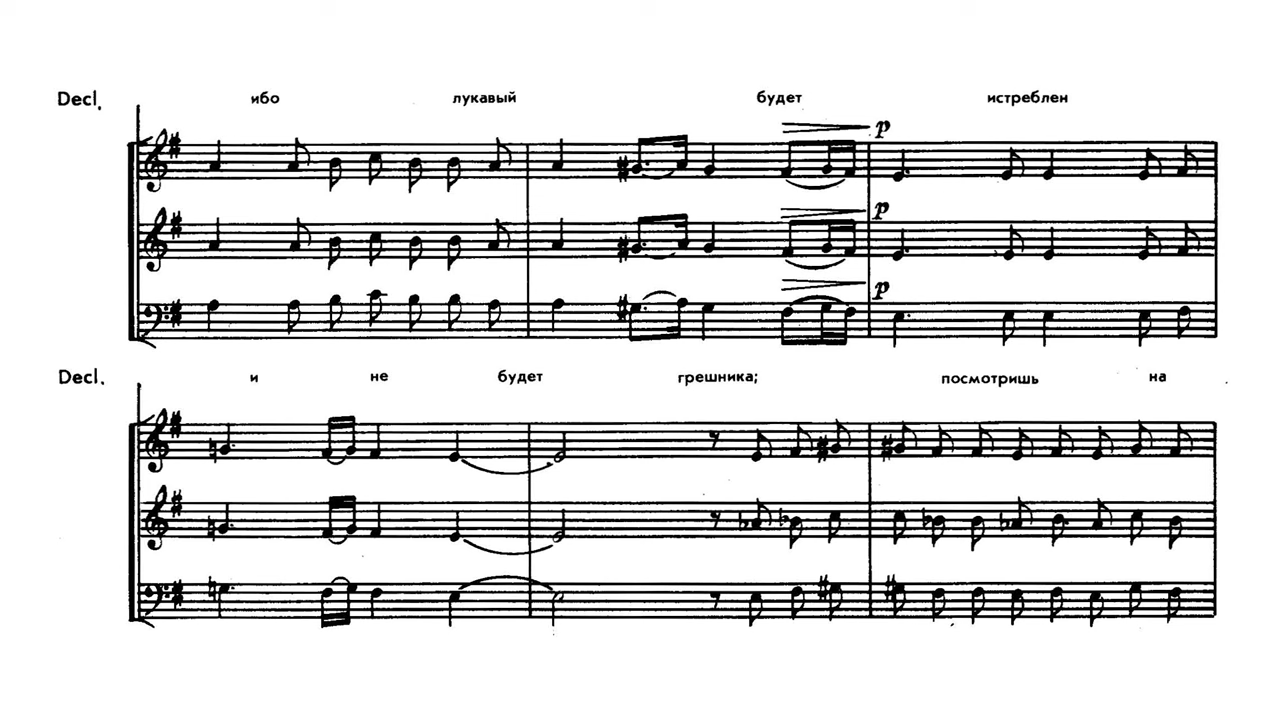 Decl. ибо лукавый будет истреблен
p
p
p
Decl. и не будет грешника; посмотришь на